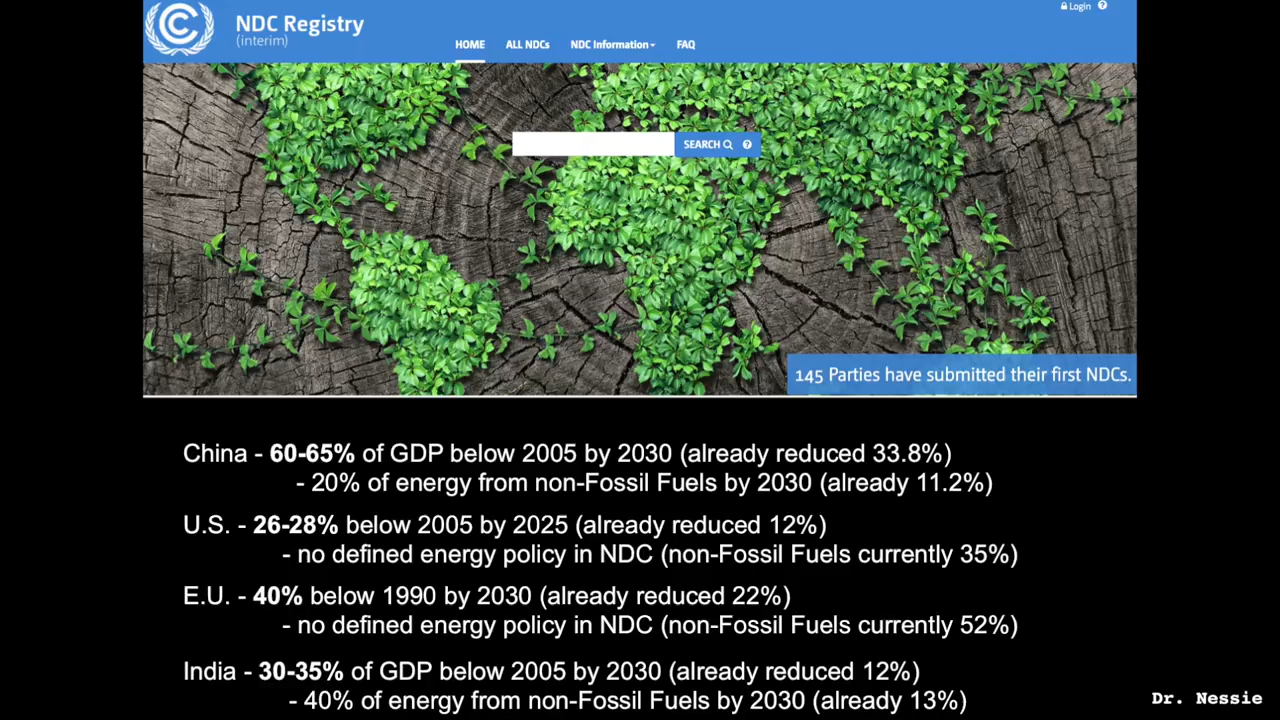 Login
NDC Registry
(interim)
HOME ALL NDCs NDC Information FAQ
SEARCH
145 Parties have submitted their first NDCs.
China - 60-65% of GDP below 2005 by 2030 (already reduced 33.8%)
- 20% of energy from non-Fossil Fuels by 2030 (already 11.2%)
U.S. - 26-28% below 2005 by 2025 (already reduced 12%)
- no defined energy policy in NDC (non-Fossil Fuels currently 35%)
E.U. - 40% below 1990 by 2030 (already reduced 22%)
- no defined energy policy in NDC (non-Fossil Fuels currently 52%)
India - 30-35% of GDP below 2005 by 2030 (already reduced 12%)
- 40% of energy from non-Fossil Fuels by 2030 (already 13%)
Dr. Nessie